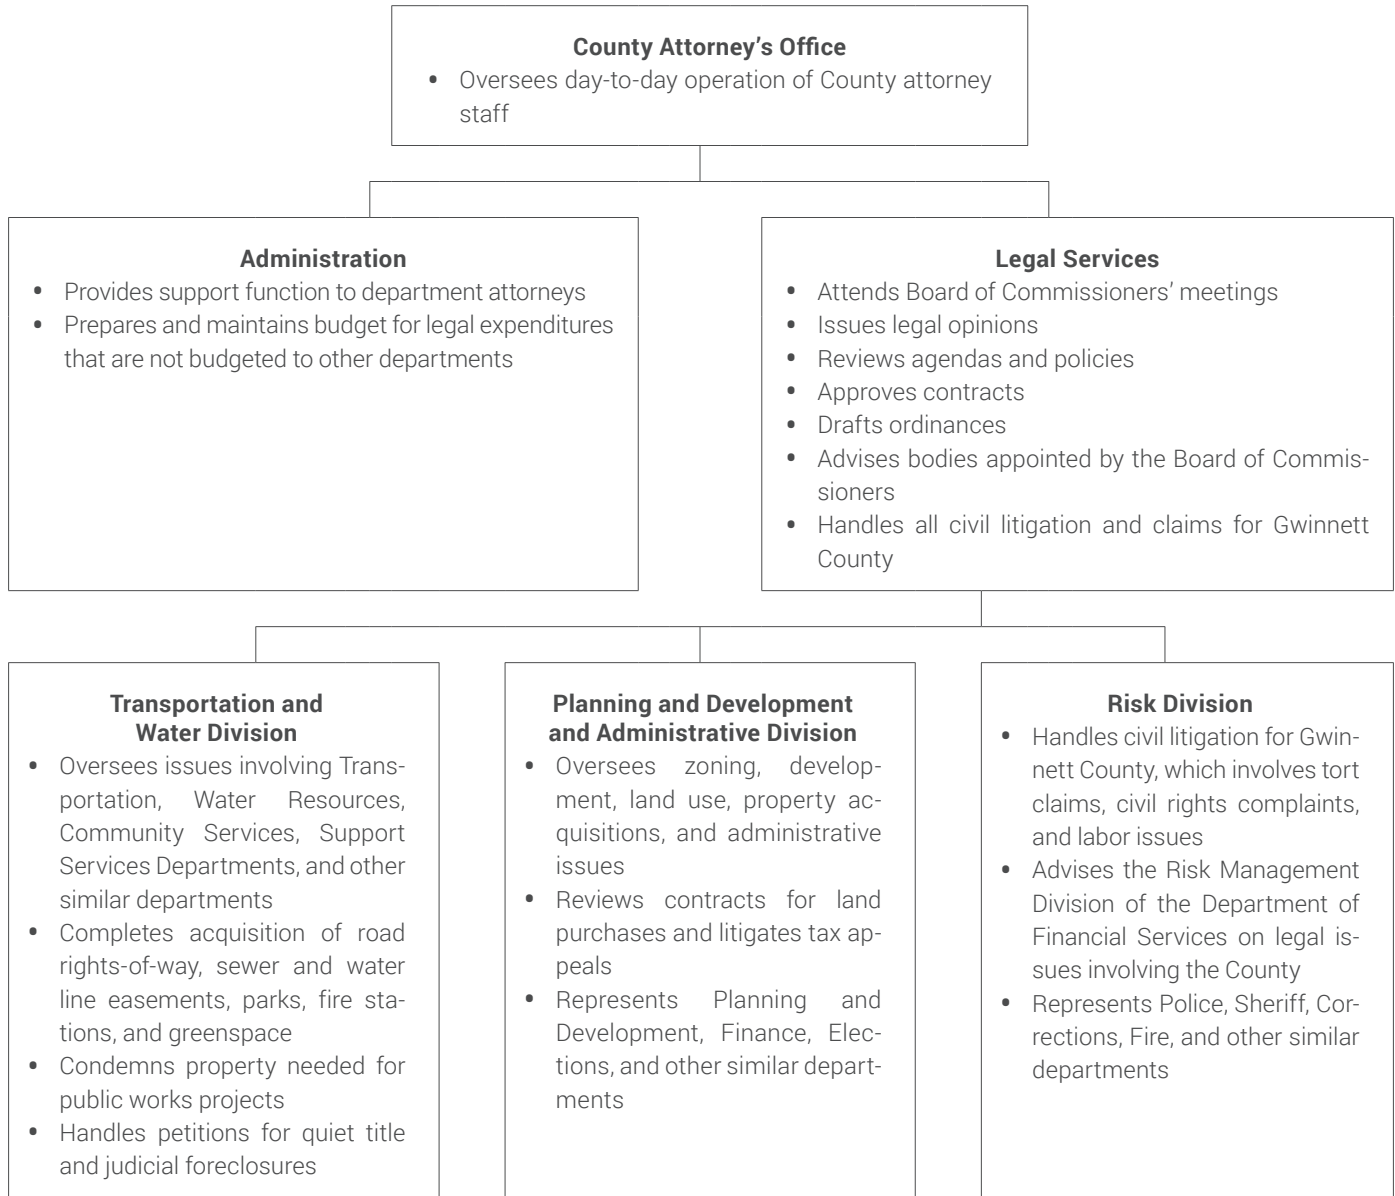 County Attorney’s Office
• Oversees day-to-day operation of County attorney
staff
Administration
• Provides support function to department attorneys
• Prepares and maintains budget for legal expenditures
that are not budgeted to other departments
Legal Services
• Attends Board of Commissioners’ meetings
• Issues legal opinions
• Reviews agendas and policies
• Approves contracts
• Drafts ordinances
• Advises bodies appointed by the Board of Commis-
sioners
• Handles all civil litigation and claims for Gwinnett
County
Transportation and
Water Division
• Oversees issues involving Trans-
portation, Water Resources,
Community Services, Support
Services Departments, and other
similar departments
• Completes acquisition of road
rights-of-way, sewer and water
line easements, parks, fire sta-
tions, and greenspace
• Condemns property needed for
public works projects
• Handles petitions for quiet title
and judicial foreclosures
Planning and Development
and Administrative Division
• Oversees zoning, develop-
ment, land use, property ac-
quisitions, and administrative
issues
• Reviews contracts for land
purchases and litigates tax ap-
peals
• Represents Planning and
Development, Finance, Elec-
tions, and other similar depart-
ments
Risk Division
• Handles civil litigation for Gwin-
nett County, which involves tort
claims, civil rights complaints,
and labor issues
• Advises the Risk Management
Division of the Department of
Financial Services on legal is-
sues involving the County
• Represents Police, Sheriff, Cor-
rections, Fire, and other similar
departments